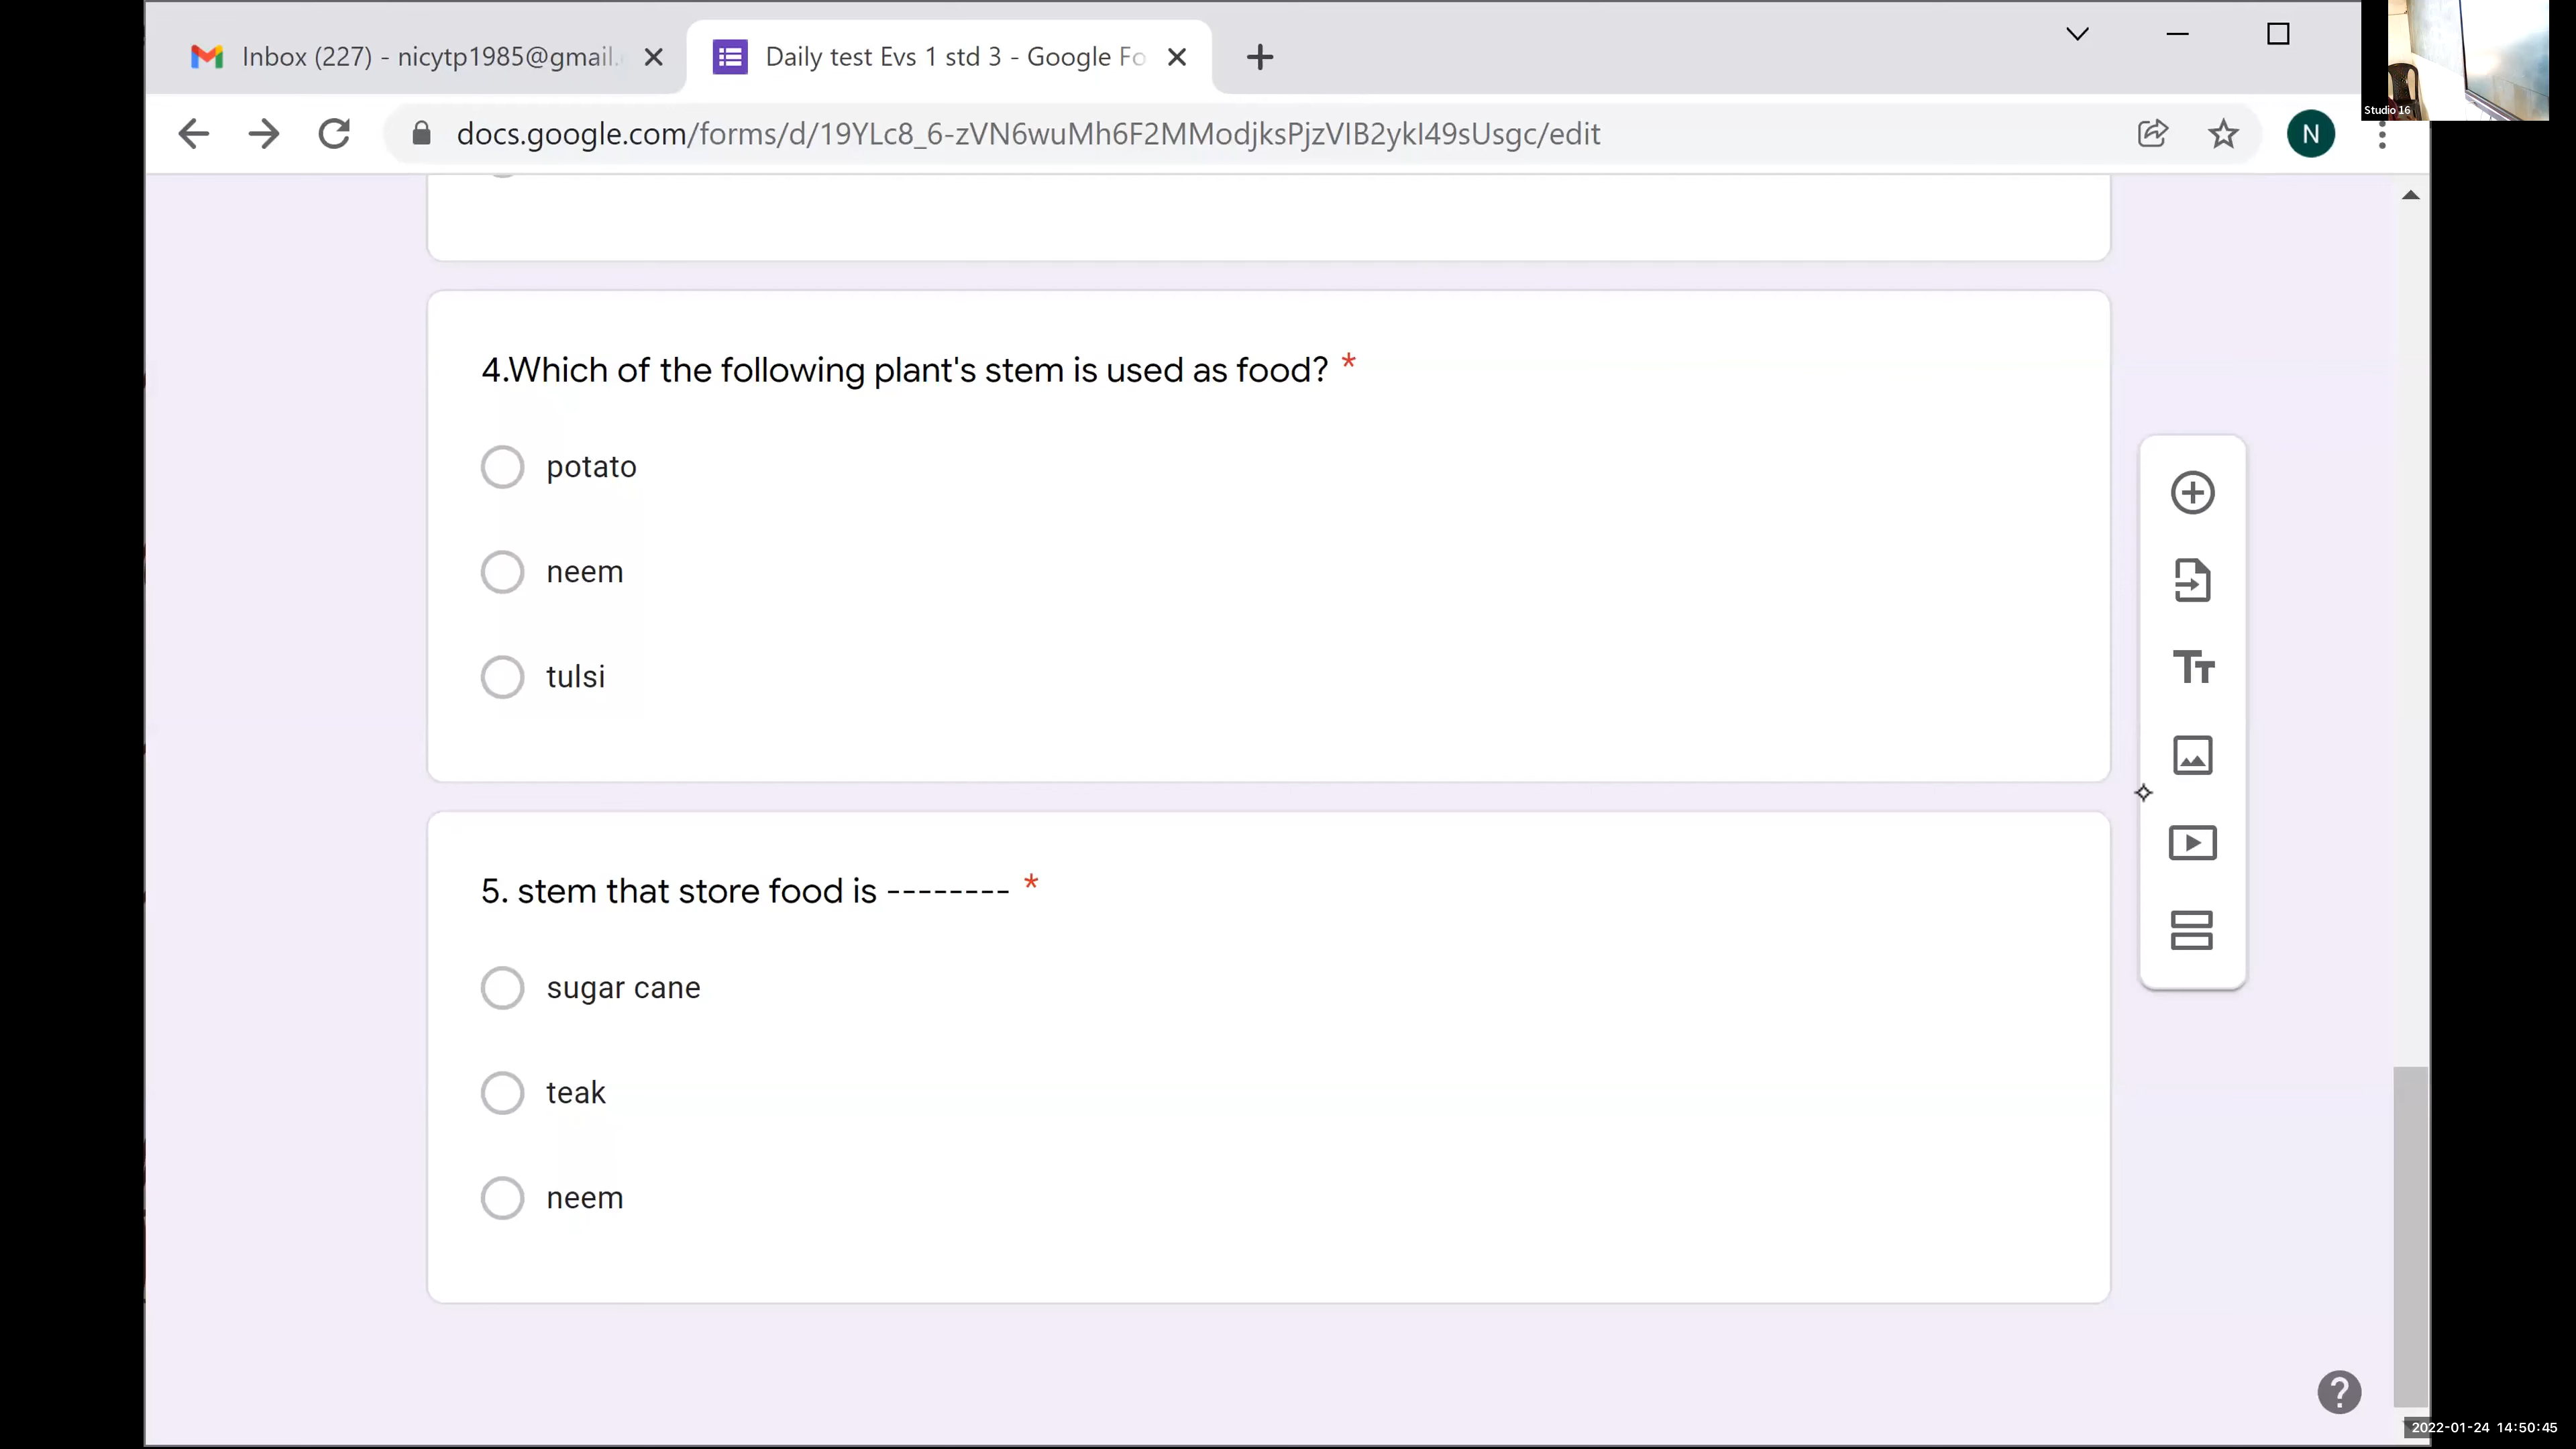 Inbox (227) - nicytp1985@gmail.
Daily test Evs 1 std 3 - Google Fo
Studio 16
docs.google.com/forms/d/19YLc8_6-zVN6wuMh6F2MModjksPjzVIB2ykI49sUsgc/edit
N
4.Which of the following plant's stem is used as food? *
potato
neem
tulsi
5. stem that store food is -------- *
sugar cane
teak
neem
2022-01-24 14:50:45